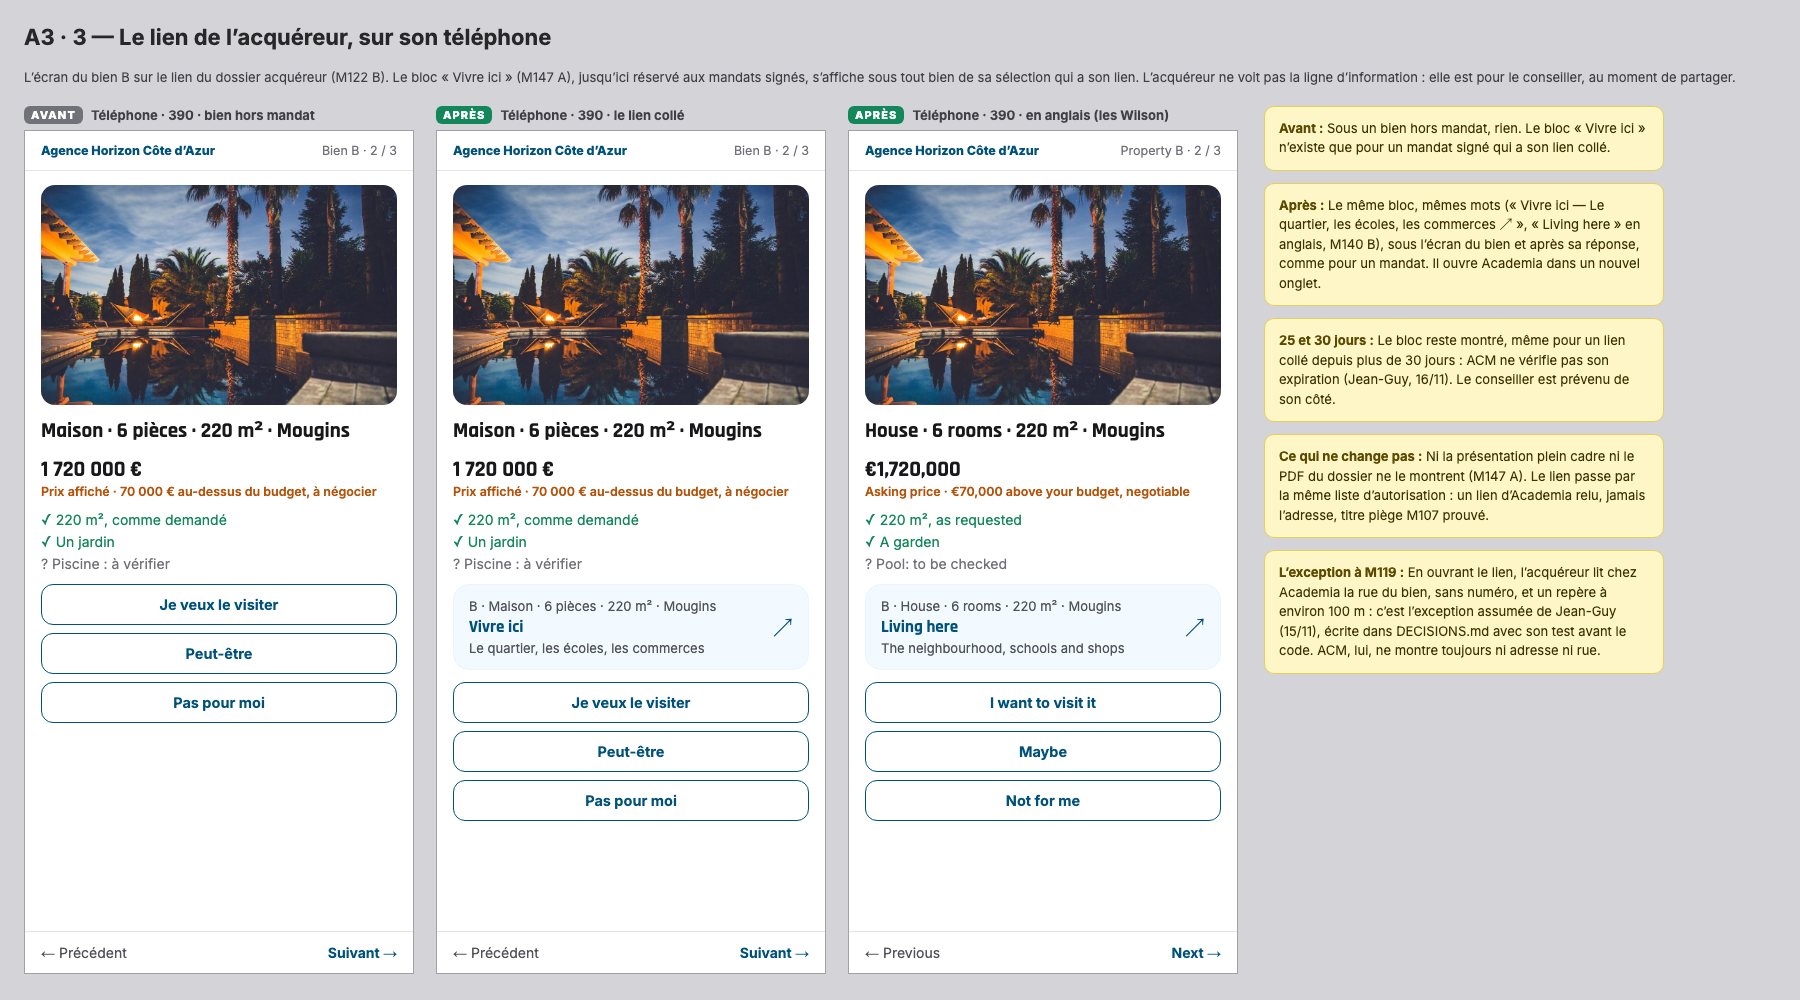 A3 · 3 — Le lien de l’acquéreur, sur son téléphone
L’écran du bien B sur le lien du dossier acquéreur (M122 B). Le bloc « Vivre ici » (M147 A), jusqu’ici réservé aux mandats signés, s’affiche sous tout bien de sa sélection qui a son lien. L’acquéreur ne voit pas la ligne d’information : elle est pour le conseiller, au moment de partager.
AVANT Téléphone · 390 · bien hors mandat
Agence Horizon Côte d’Azur Bien B · 2 / 3
Maison · 6 pièces · 220 m² · Mougins
1 720 000 €
Prix affiché · 70 000 € au-dessus du budget, à négocier
✓ 220 m², comme demandé
✓ Un jardin
? Piscine : à vérifier
Je veux le visiter
Peut-être
Pas pour moi
← Précédent Suivant →
APRÈS Téléphone · 390 · le lien collé
Agence Horizon Côte d’Azur Bien B · 2 / 3
Maison · 6 pièces · 220 m² · Mougins
1 720 000 €
Prix affiché · 70 000 € au-dessus du budget, à négocier
✓ 220 m², comme demandé
✓ Un jardin
? Piscine : à vérifier
B · Maison · 6 pièces · 220 m² · Mougins
Vivre ici ↗
Le quartier, les écoles, les commerces
Je veux le visiter
Peut-être
Pas pour moi
← Précédent Suivant →
APRÈS Téléphone · 390 · en anglais (les Wilson)
Agence Horizon Côte d’Azur Property B · 2 / 3
House · 6 rooms · 220 m² · Mougins
€1,720,000
Asking price · €70,000 above your budget, negotiable
✓ 220 m², as requested
✓ A garden
? Pool: to be checked
B · House · 6 rooms · 220 m² · Mougins
Living here ↗
The neighbourhood, schools and shops
I want to visit it
Maybe
Not for me
← Previous Next →
Avant : Sous un bien hors mandat, rien. Le bloc « Vivre ici »
n’existe que pour un mandat signé qui a son lien collé.
Après : Le même bloc, mêmes mots (« Vivre ici — Le
quartier, les écoles, les commerces ↗ », « Living here » en
anglais, M140 B), sous l’écran du bien et après sa réponse,
comme pour un mandat. Il ouvre Academia dans un nouvel
onglet.
25 et 30 jours : Le bloc reste montré, même pour un lien
collé depuis plus de 30 jours : ACM ne vérifie pas son
expiration (Jean-Guy, 16/11). Le conseiller est prévenu de
son côté.
Ce qui ne change pas : Ni la présentation plein cadre ni le
PDF du dossier ne le montrent (M147 A). Le lien passe par
la même liste d’autorisation : un lien d’Academia relu, jamais
l’adresse, titre piège M107 prouvé.
L’exception à M119 : En ouvrant le lien, l’acquéreur lit chez
Academia la rue du bien, sans numéro, et un repère à
environ 100 m : c’est l’exception assumée de Jean-Guy
(15/11), écrite dans DECISIONS.md avec son test avant le
code. ACM, lui, ne montre toujours ni adresse ni rue.